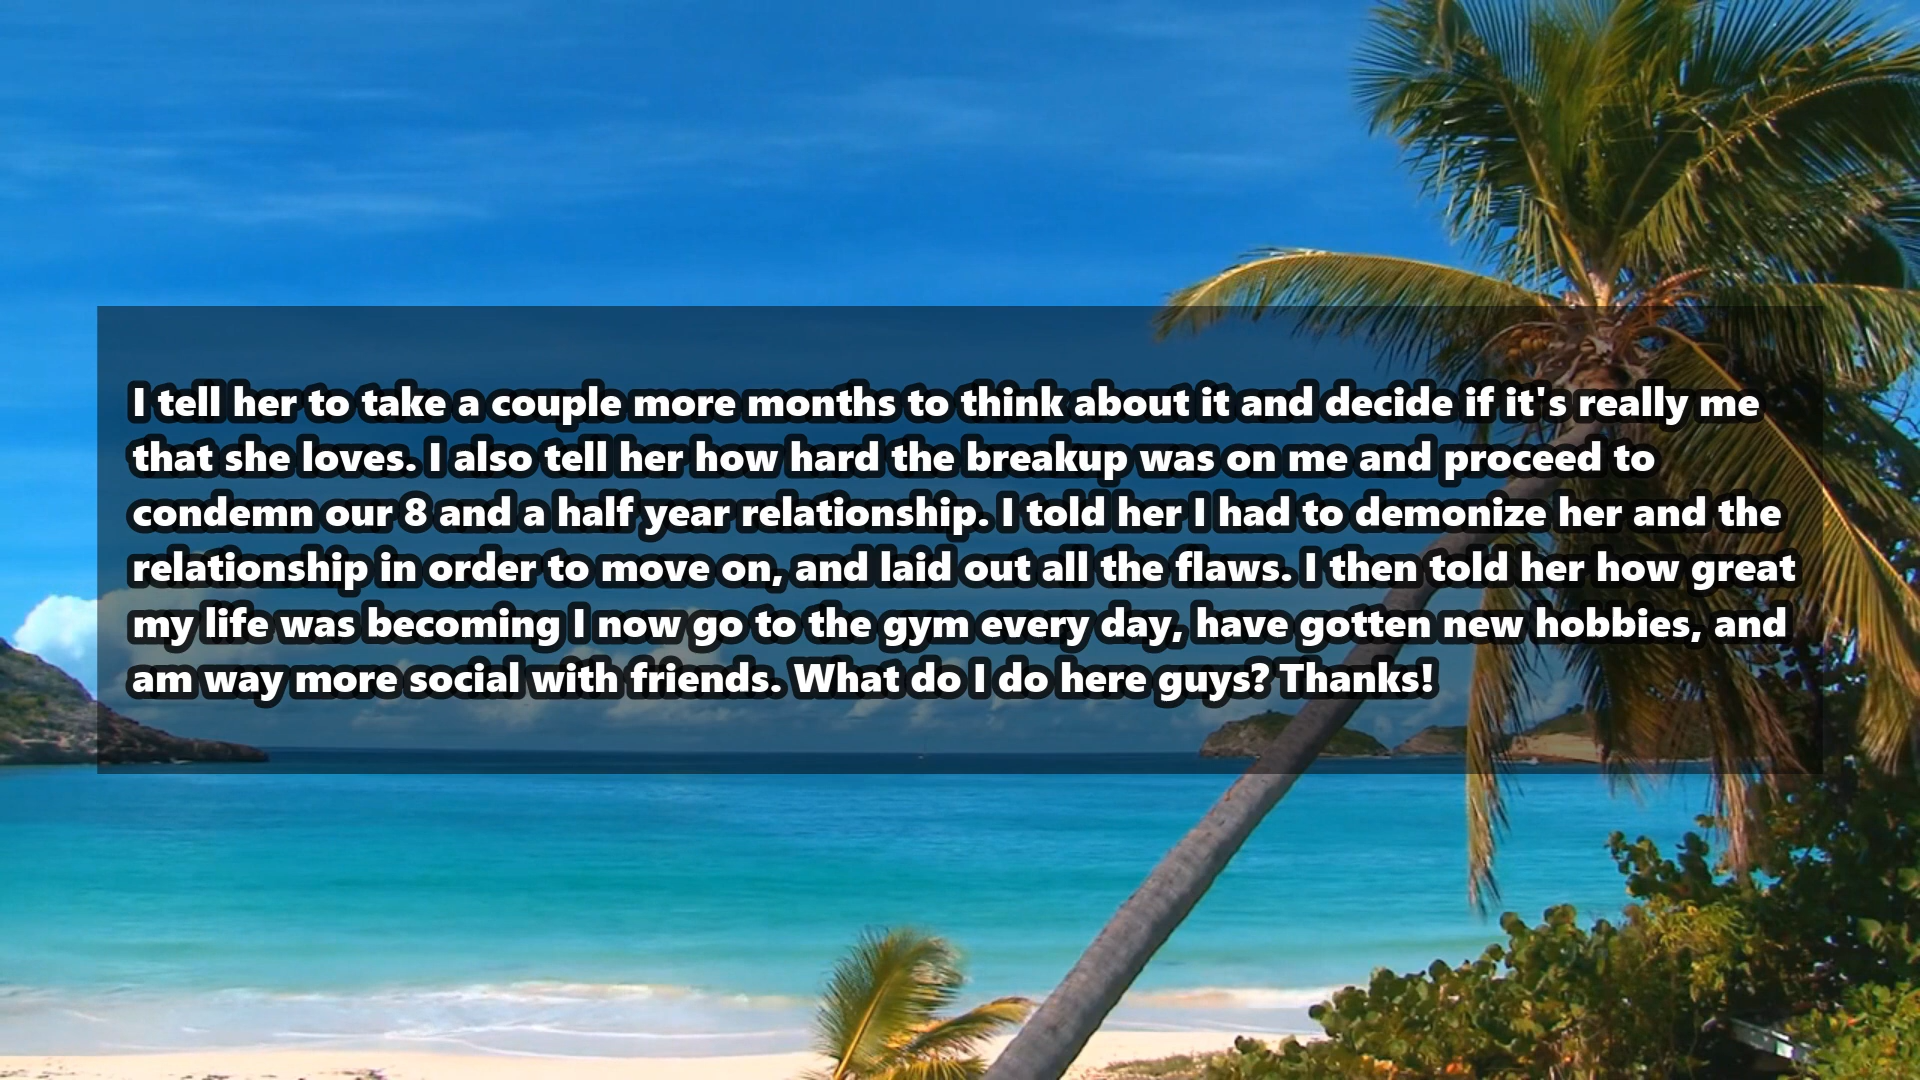 I tell her to take a couple more months to think about it and decide if it's really me
that she loves. I also tell her how hard the breakup was on me and proceed to
condemn our 8 and a half year relationship. I told her I had to demonize her and the
relationship in order to move on, and laid out all the flaws. I then told her how great
my life was becoming I now go to the gym every day, have gotten new hobbies, and
am way more social with friends. What do I do here guys? Thanks!